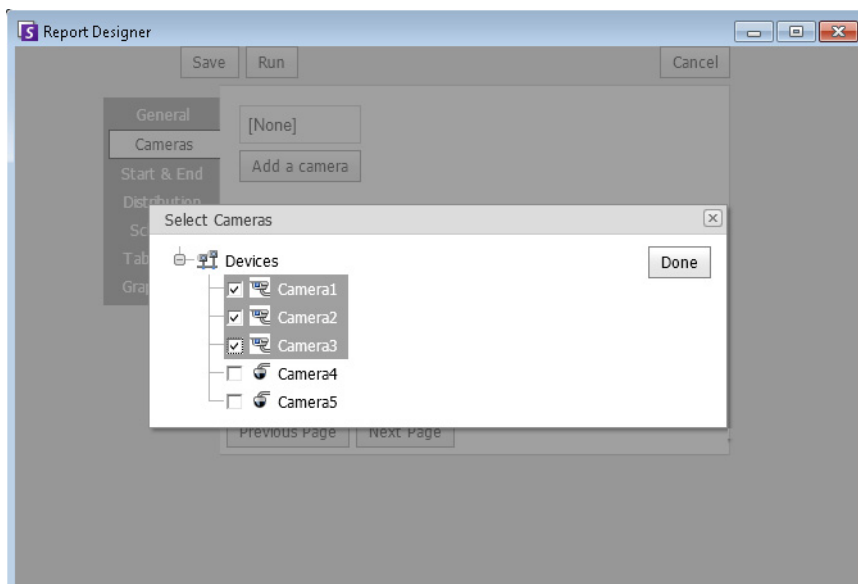 Report Designer
Save Run Cancel
General
[None]
Cameras
Add a camera
Start & End
Distribution
Select Cameras
Devices
Done
Camera1
Camera2
Camera3
Camera4
Camera5
Previous Page Next Page